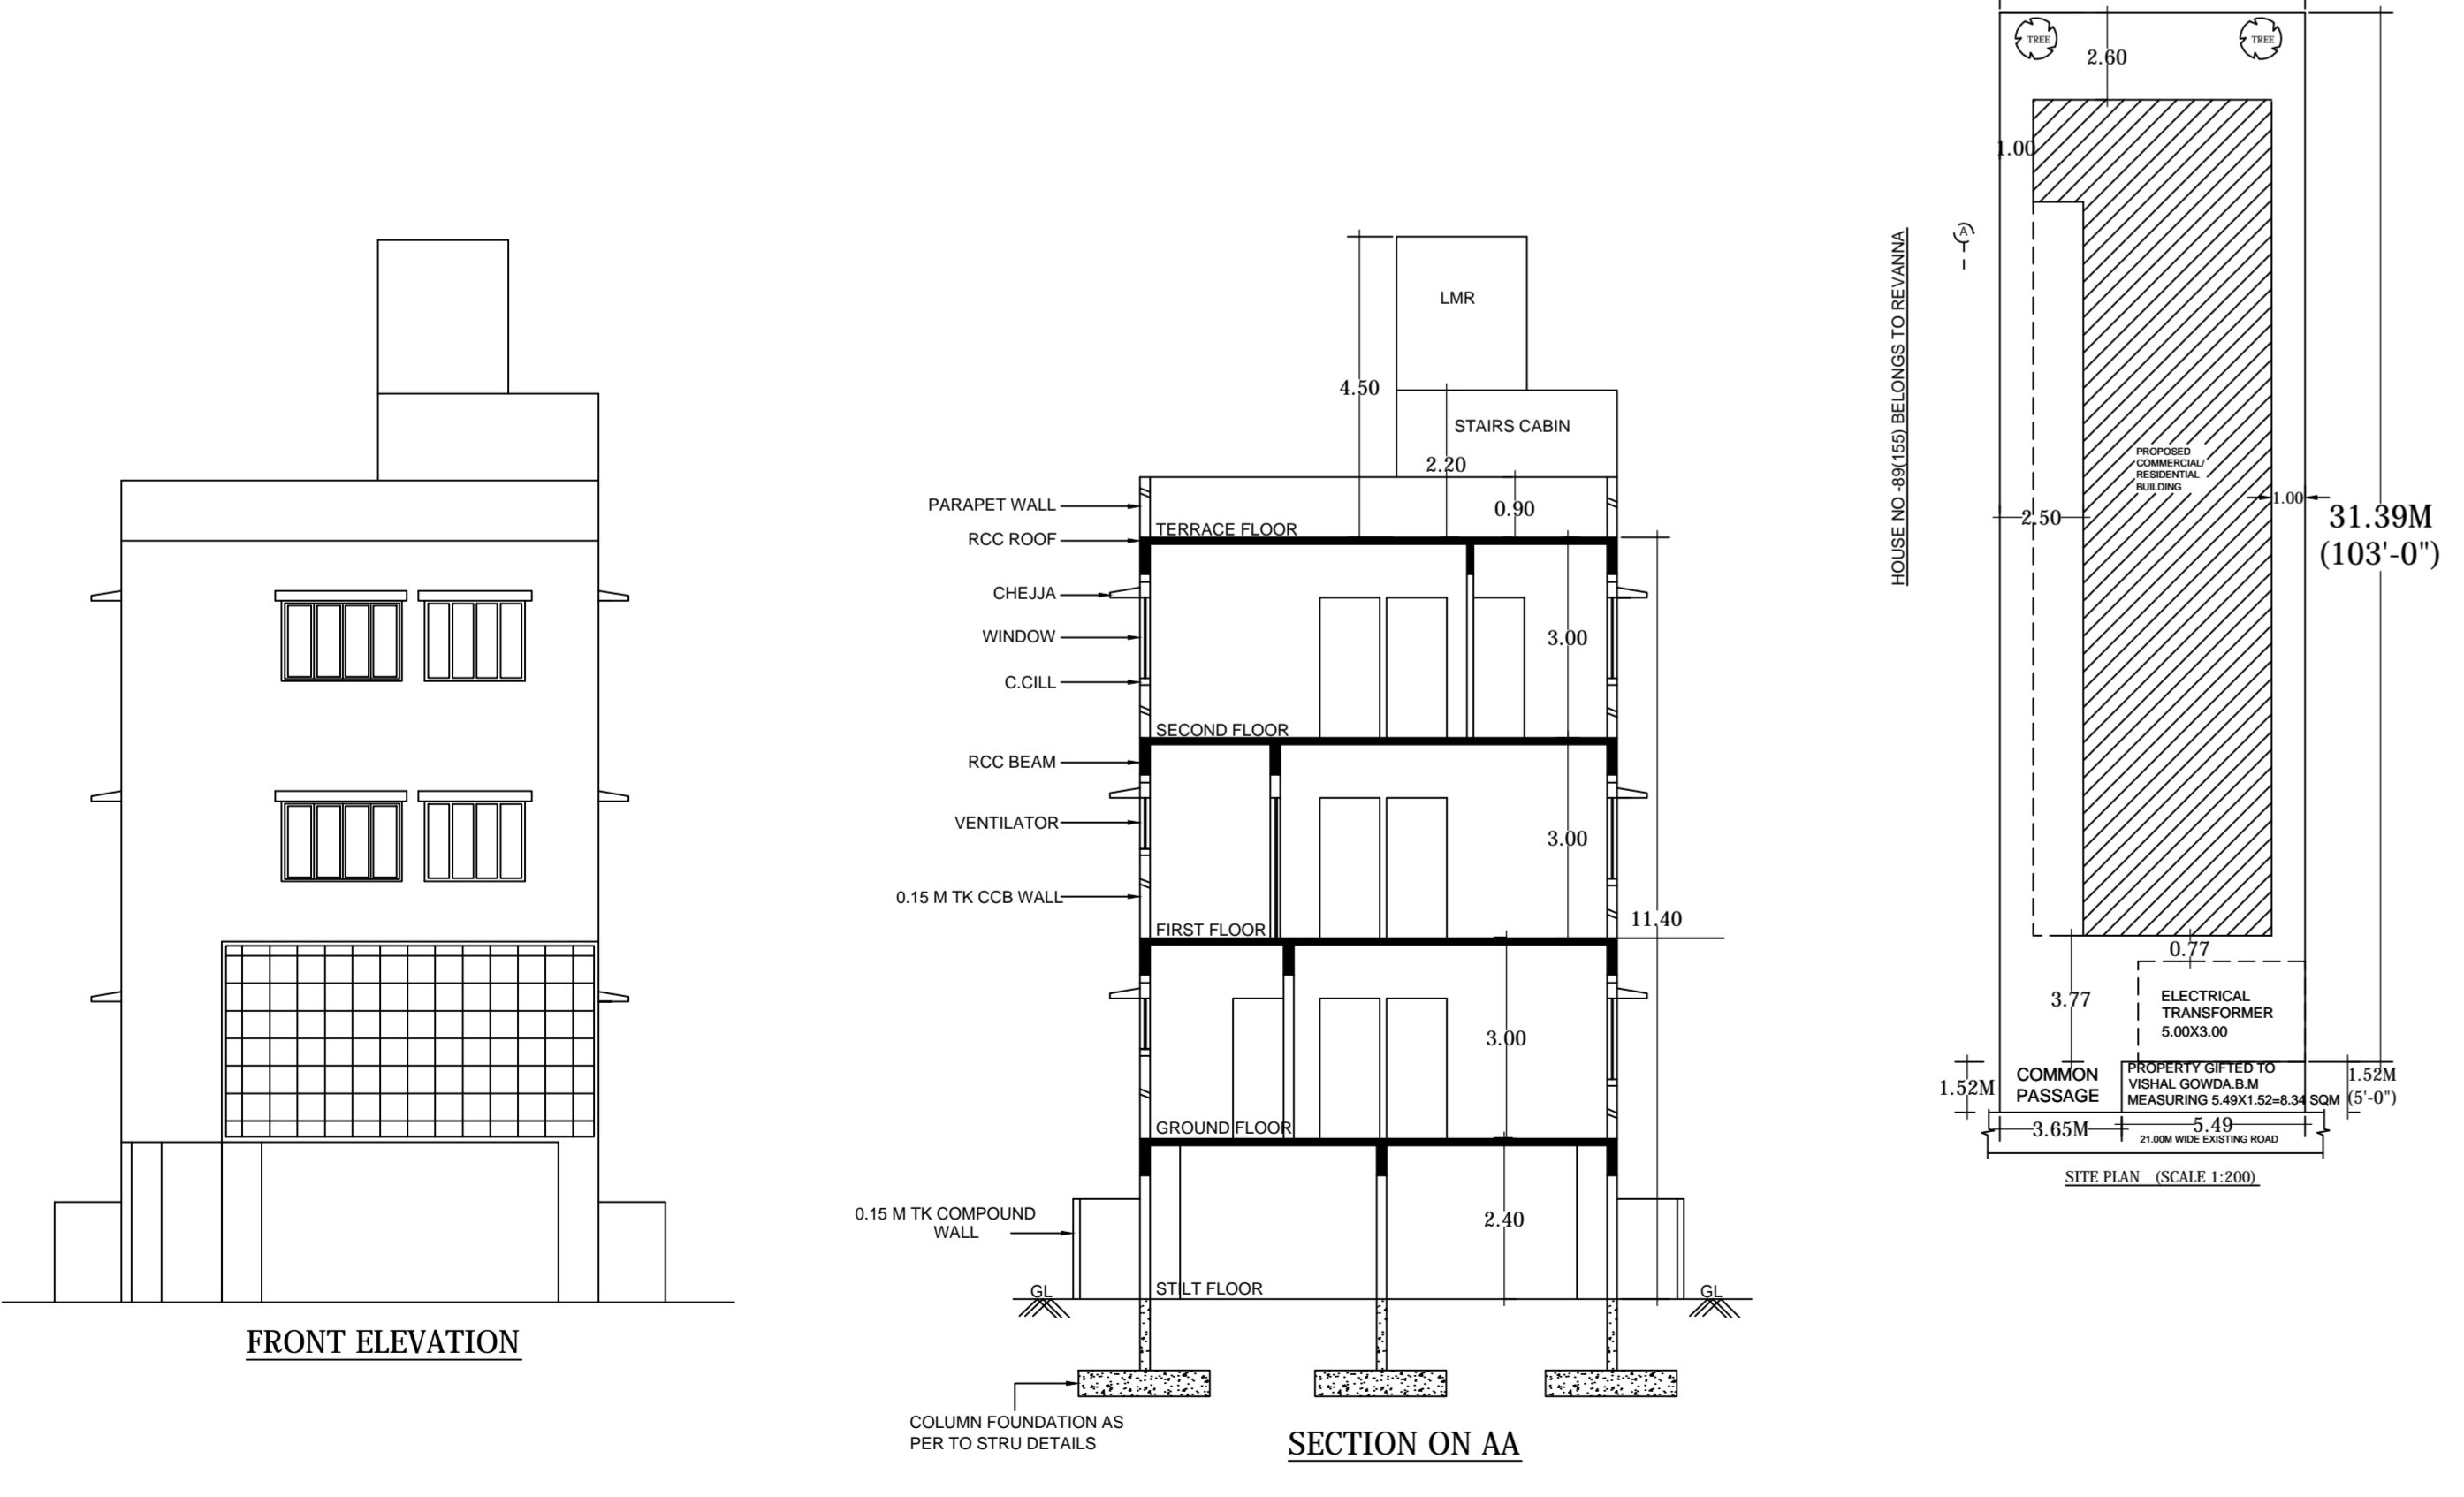 FRONT ELEVATION
LMR
4.50
STAIRS CABIN
2.20
PARAPET WALL
0.90
TERRACE FLOOR
RCC ROOF
CHEJJA
WINDOW
3.00
C.CILL
SECOND FLOOR
RCC BEAM
VENTILATOR
3.00
0.15 M TK CCB WALL
11.40
FIRST FLOOR
3.00
GROUND FLOOR
0.15 M TK COMPOUND
WALL
2.40
STILT FLOOR
GL
GL
COLUMN FOUNDATION AS
PER TO STRU DETAILS
SECTION ON AA
TREE
TREE
2.60
1.00
A
HOUSE NO -89(155) BELONGS TO REVANNA
PROPOSED
COMMERCIAL/
RESIDENTIAL
BUILDING
1.00
2.50
31.39M
(103'-0")
0.77
3.77
ELECTRICAL
TRANSFORMER
5.00X3.00
1.52M
COMMON
PASSAGE
PROPERTY GIFTED TO
VISHAL GOWDA.B.M
MEASURING 5.49X1.52=8.34 SQM
1.52M
(5'-0")
3.65M
5.49
21.00M WIDE EXISTING ROAD
SITE PLAN (SCALE 1:200)